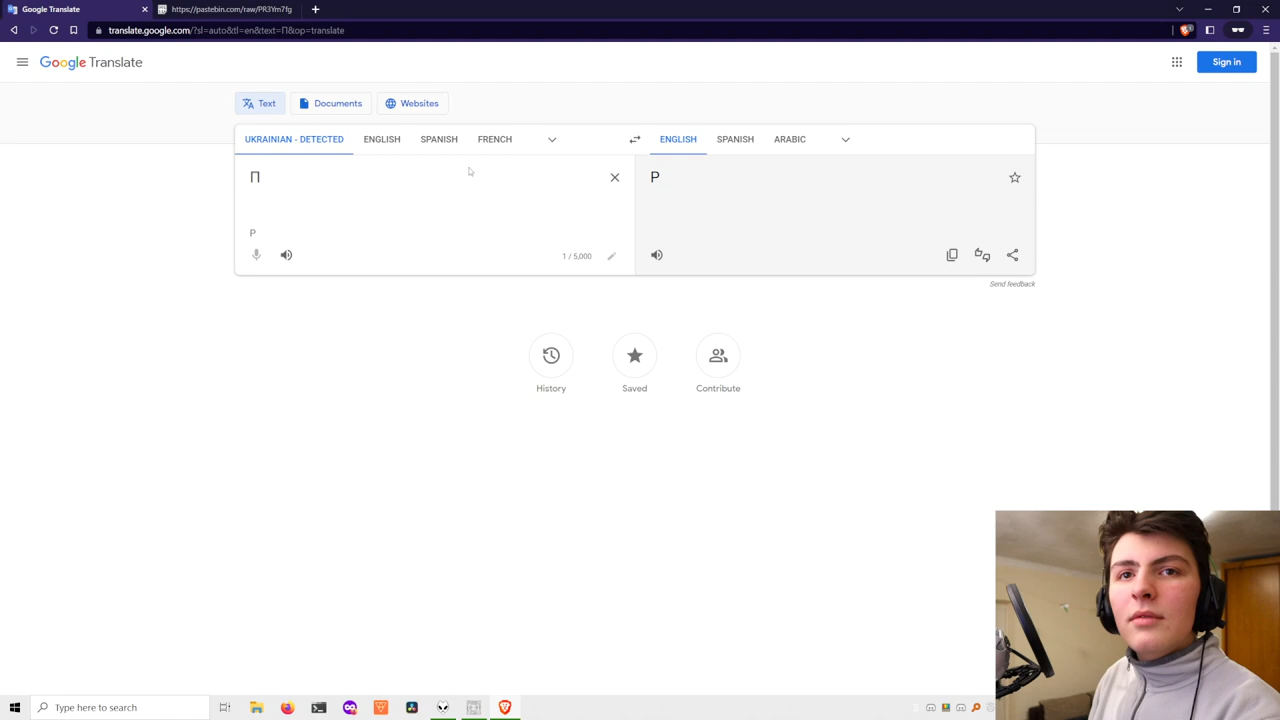 Google Translate
https://pastebin.com/raw/PR3Ym7fg
translate.google.com/?sl=auto&tl=en&text=П&op=translate
Google Translate
Sign in
Text Documents Websites
UKRAINIAN - DETECTED ENGLISH SPANISH FRENCH ENGLISH SPANISH ARABIC
П P
P
1 / 5,000
Send feedback
History Saved Contribute
Type here to search